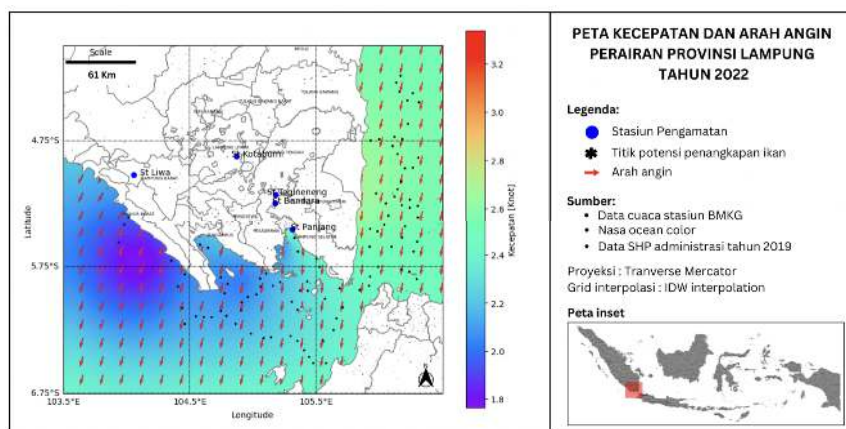 Scale
61 Km
4.75°S
5.75°S
6.75°S
Latitude
103.5°E
104.5°E
105.5°E
Longitude
St Kotabumi
St Liwa
St Tegineneng
St Bandara
St Panjang
3.2
3.0
2.8
2.6
2.4
2.2
2.0
1.8
Kecepatan [Knot]
PETA KECEPATAN DAN ARAH ANGIN
PERAIRAN PROVINSI LAMPUNG
TAHUN 2022
Legenda:
Stasiun Pengamatan
Titik potensi penangkapan ikan
Arah angin
Sumber:
• Data cuaca stasiun BMKG
• Nasa ocean color
• Data SHP administrasi tahun 2019
Proyeksi : Tranverse Mercator
Grid interpolasi : IDW interpolation
Peta inset